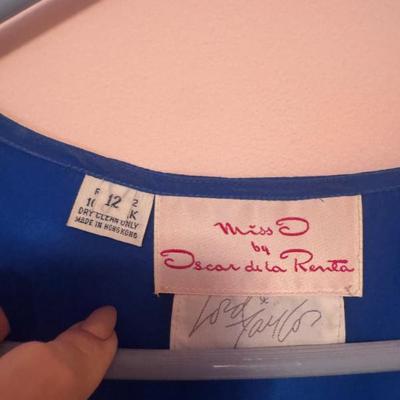 12
DRY CLEAN ONLY
MADE IN HONG KONG
Miss O
by
Oscar de la Renta
Lord &
Taylor